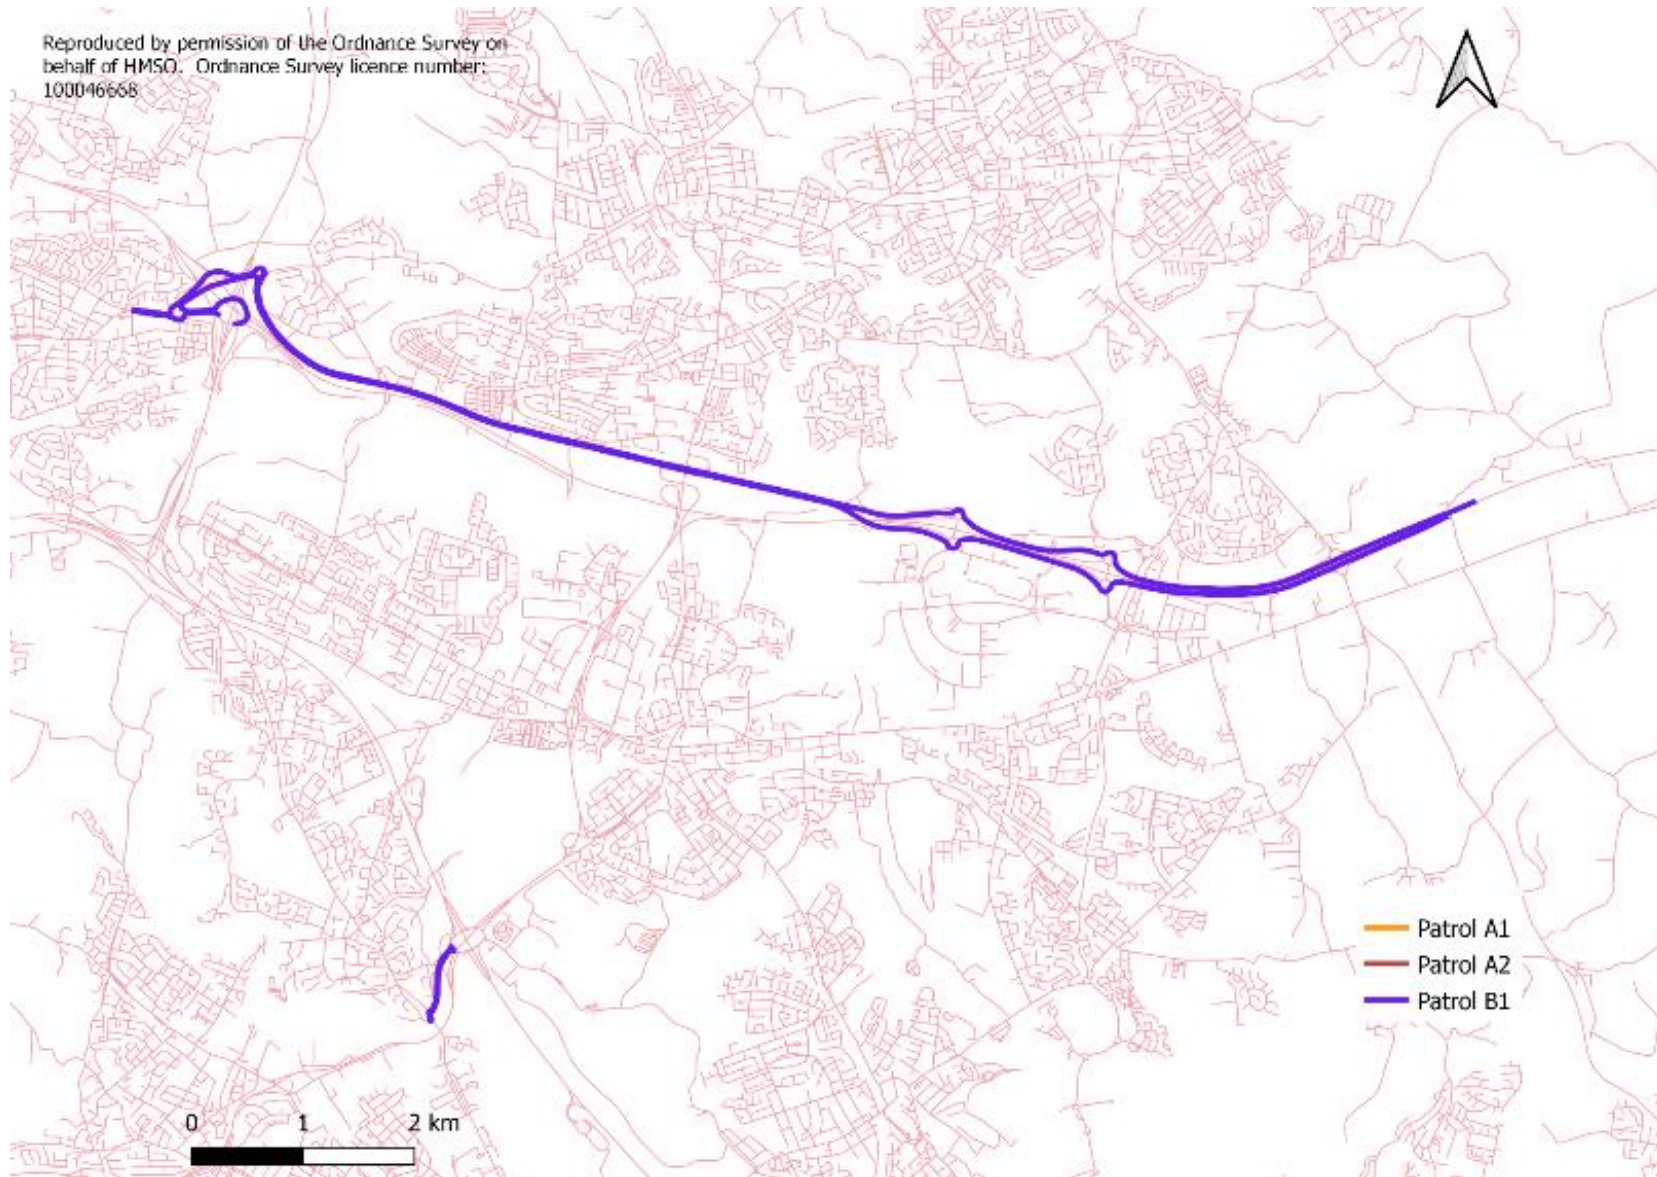 Reproduced by permission of the Ordnance Survey on
behalf of HMSO. Ordnance Survey licence number:
100046668
Patrol A1
Patrol A2
Patrol B1
0 1 2 km